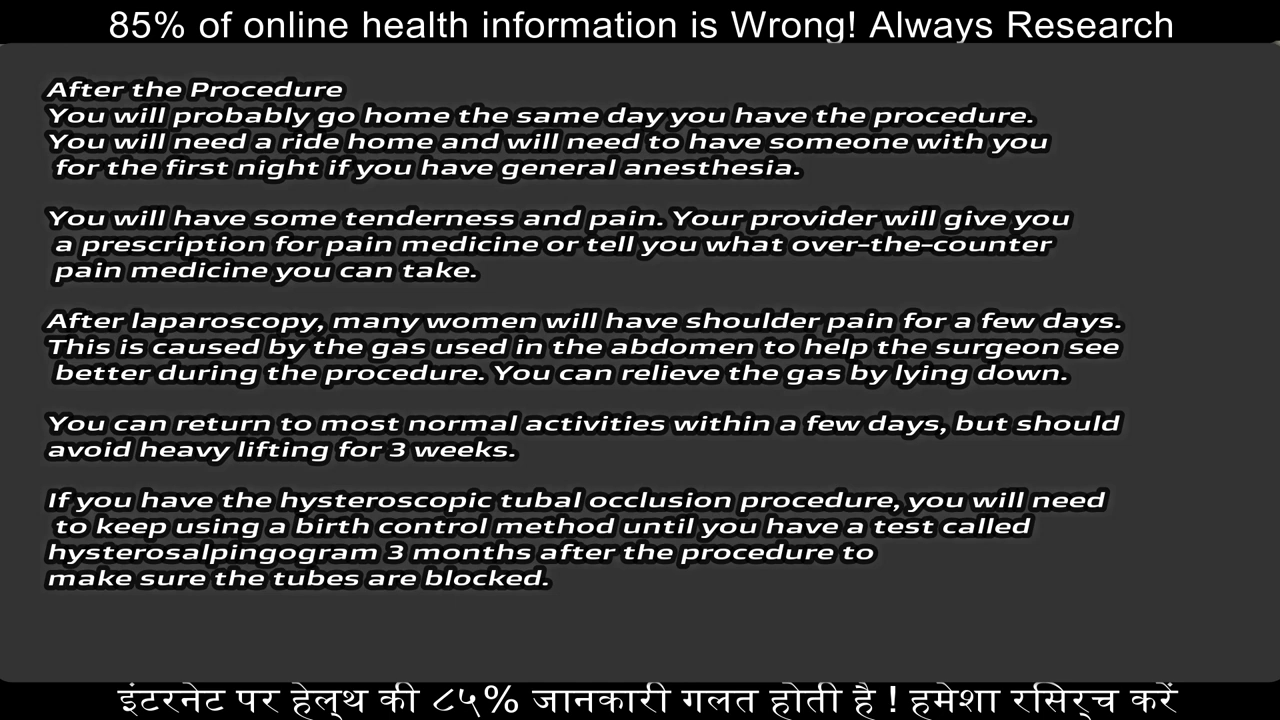 85% of online health information is Wrong! Always Research
After the Procedure
You will probably go home the same day you have the procedure.
You will need a ride home and will need to have someone with you
for the first night if you have general anesthesia.
You will have some tenderness and pain. Your provider will give you
a prescription for pain medicine or tell you what over-the-counter
pain medicine you can take.
After laparoscopy, many women will have shoulder pain for a few days.
This is caused by the gas used in the abdomen to help the surgeon see
better during the procedure. You can relieve the gas by lying down.
You can return to most normal activities within a few days, but should
avoid heavy lifting for 3 weeks.
If you have the hysteroscopic tubal occlusion procedure, you will need
to keep using a birth control method until you have a test called
hysterosalpingogram 3 months after the procedure to
make sure the tubes are blocked.
इंटरनेट पर हेल्थ की ८५% जानकारी गलत होती है ! हमेशा रिसर्च करें